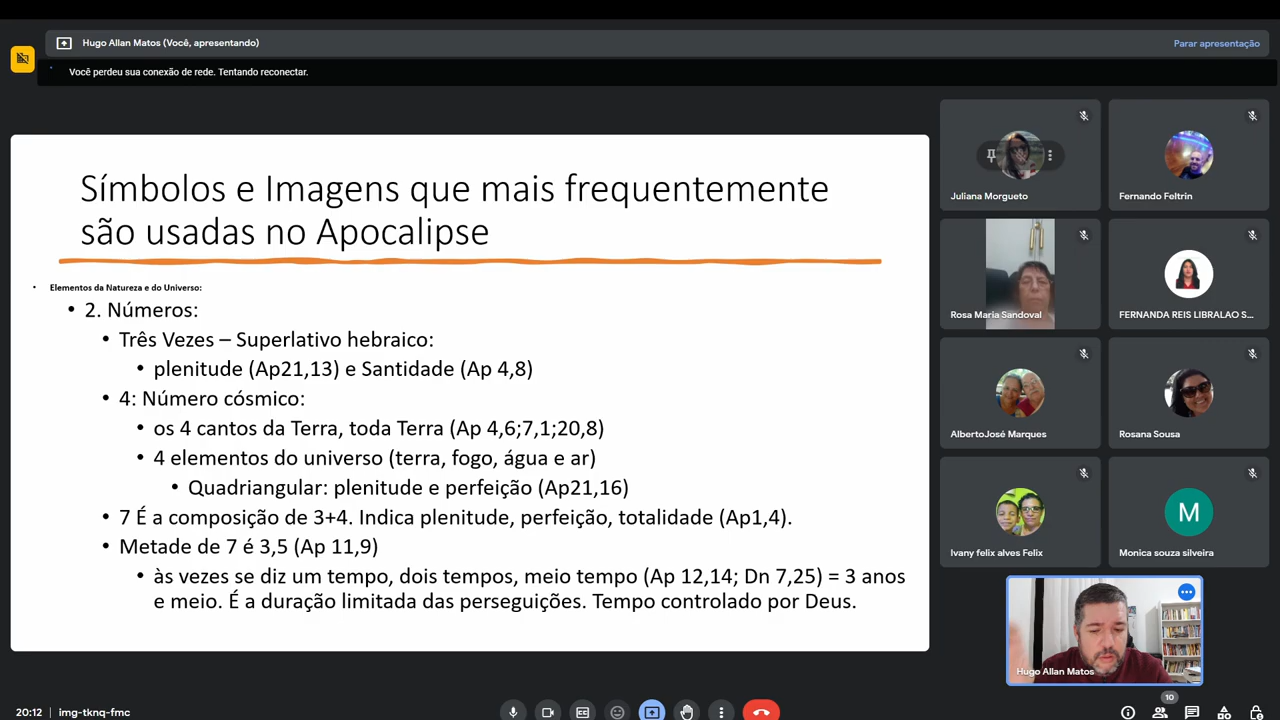 Hugo Allan Matos (Você, apresentando)
Parar apresentação
Você perdeu sua conexão de rede. Tentando reconectar.
Símbolos e Imagens que mais frequentemente
são usadas no Apocalipse
• Elementos da Natureza e do Universo:
• 2. Números:
• Três Vezes – Superlativo hebraico:
• plenitude (Ap21,13) e Santidade (Ap 4,8)
• 4: Número cósmico:
• os 4 cantos da Terra, toda Terra (Ap 4,6;7,1;20,8)
• 4 elementos do universo (terra, fogo, água e ar)
• Quadriangular: plenitude e perfeição (Ap21,16)
• 7 É a composição de 3+4. Indica plenitude, perfeição, totalidade (Ap1,4).
• Metade de 7 é 3,5 (Ap 11,9)
• às vezes se diz um tempo, dois tempos, meio tempo (Ap 12,14; Dn 7,25) = 3 anos
e meio. É a duração limitada das perseguições. Tempo controlado por Deus.
Juliana Morgueto
Fernando Feltrin
Rosa Maria Sandoval
FERNANDA REIS LIBRALAO S...
AlbertoJosé Marques
Rosana Sousa
Ivany felix alves Felix
M
Monica souza silveira
Hugo Allan Matos
20:12 | img-tknq-fmc
10